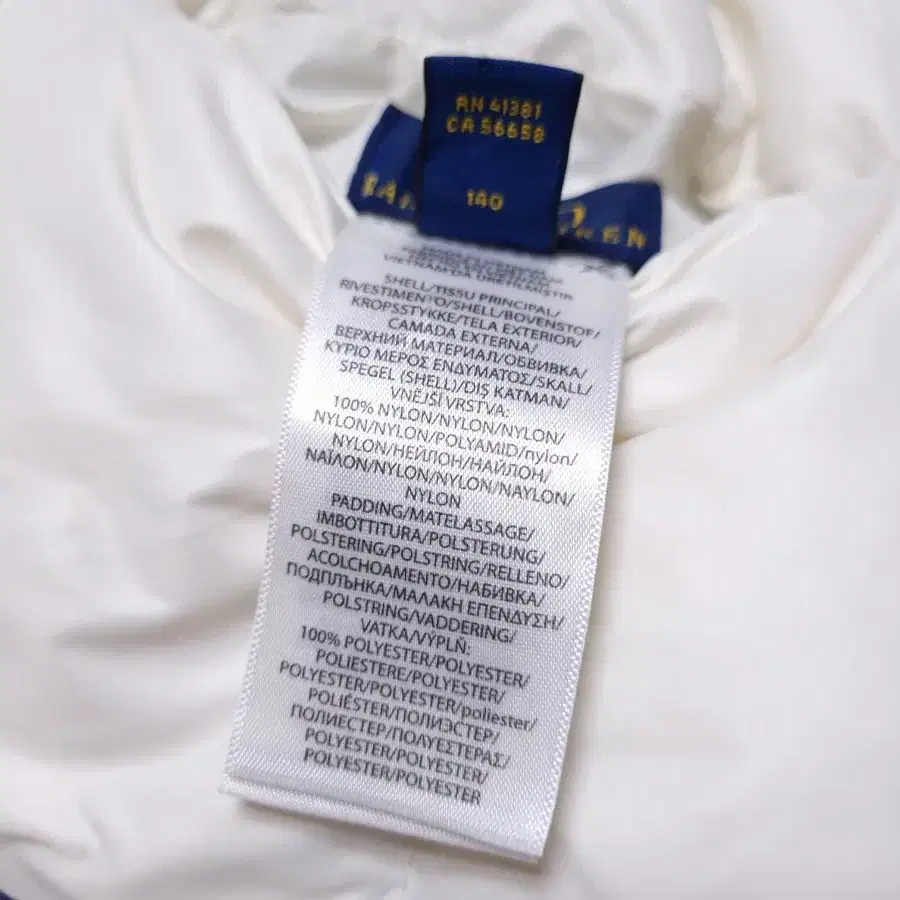 RN 41381
CA 56658
140
SHELL/TISSU PRINCIPAL/
RIVESTIMENTO/SHELL/BOVENSTOF/
KROPSSTYKKE/TELA EXTERIOR/
CAMADA EXTERNA/
ВЕРХНИЙ МАТЕРИАЛ/ОБВИВКА/
ΚΥΡΙΟ ΜΕΡΟΣ ΕΝΔΥΜΑΤΟΣ/SKALL/
SPEGEL (SHELL)/DIŞ KATMAN/
VNĚJŠÍ VRSTVA:
100% NYLON/NYLON/NYLON/
NYLON/NYLON/POLYAMID/nylon/
NYLON/НЕЙЛОН/НАЙЛОН/
ΝΑΪΛΟΝ/NYLON/NYLON/NAYLON/
NYLON
PADDING/MATELASSAGE/
IMBOTTITURA/POLSTERUNG/
POLSTERING/POLSTRING/RELLENO/
ACOLCHOAMENTO/НАБИВКА/
ПОДПЛЪНКА/ΜΑΛΑΚΗ ΕΠΕΝΔΥΣΗ/
POLSTRING/VADDERING/
VATKA/VÝPLŇ:
100% POLYESTER/POLYESTER/
POLIESTERE/POLYESTER/
POLYESTER/POLYESTER/poliester/
POLIÉSTER/ПОЛИЭСТЕР/
ПОЛИЕСТЕР/ΠΟΛΥΕΣΤΕΡΑΣ/
POLYESTER/POLYESTER/
POLYESTER/POLYESTER